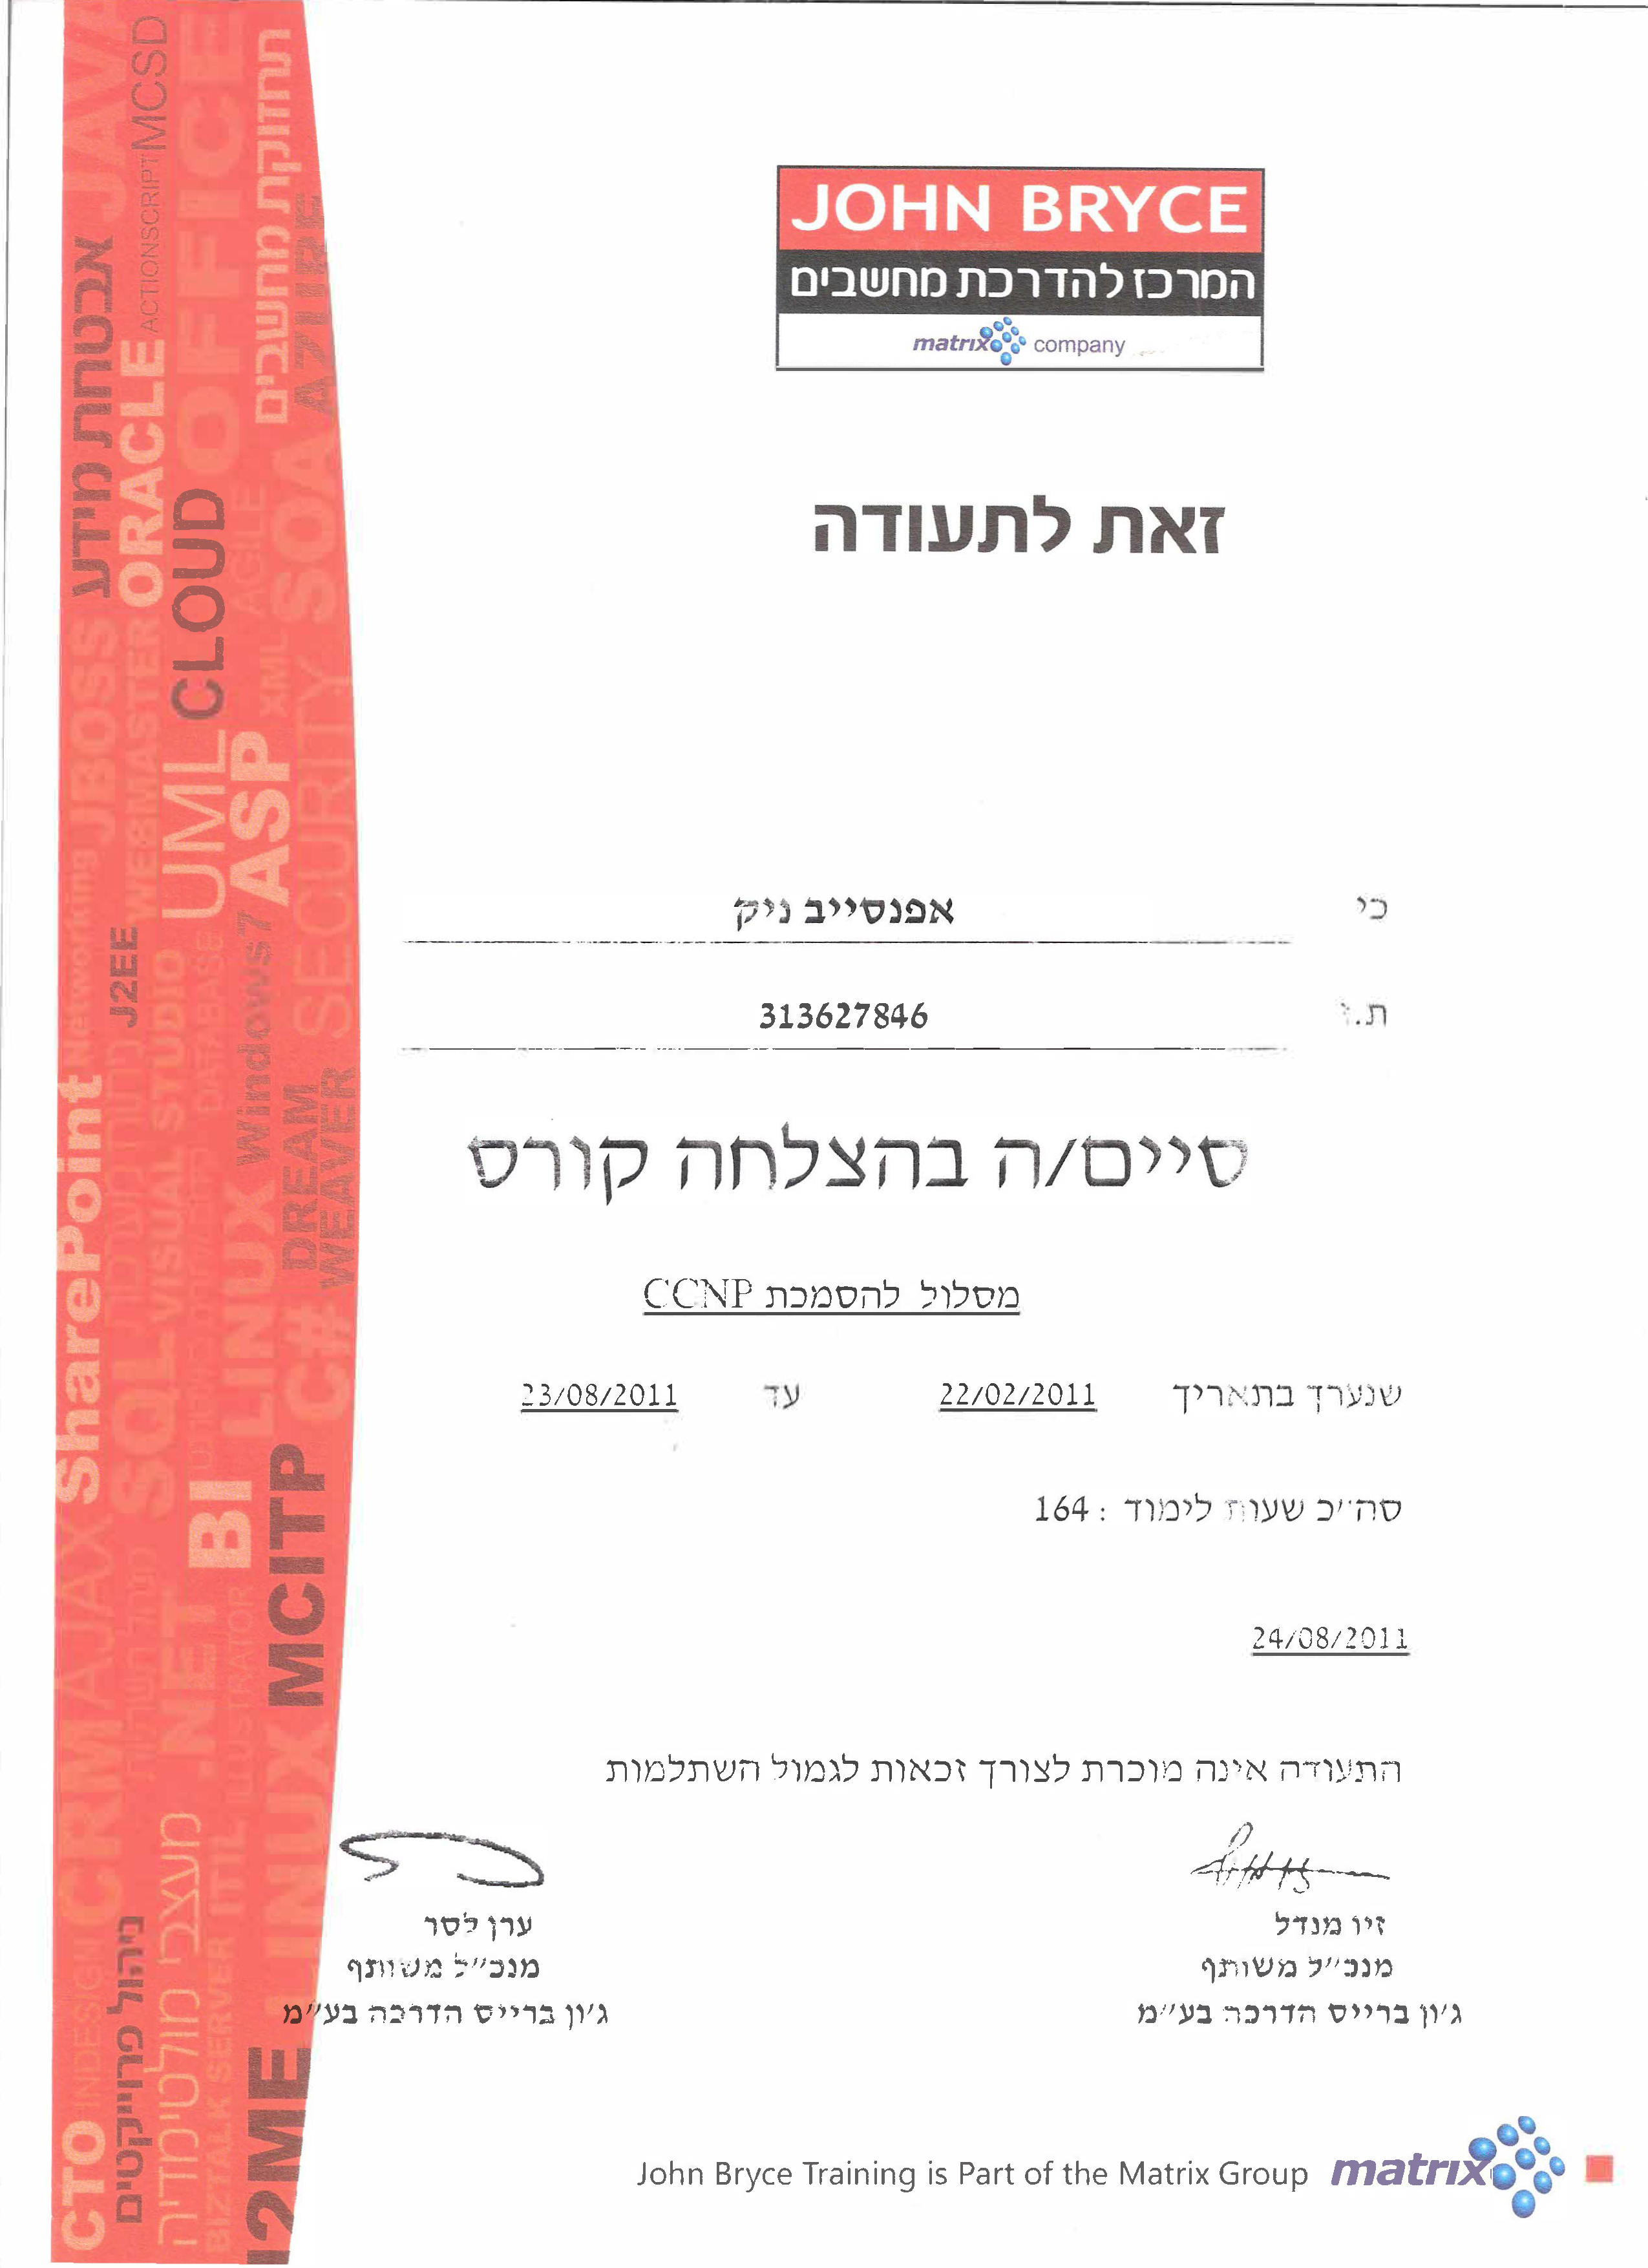 JOHN BRYCE
המרכז להדרכת מחשבים
matrix company
זאת לתעודה
כי אפנסייב ניק
ת.ז 313627846
סיים/ה בהצלחה קורס
מסלול להסמכת CCNP
שנערך בתאריך 22/02/2011 עד 23/08/2011
סה״כ שעות לימוד : 164
24/08/2011
התעודה אינה מוכרת לצורך זכאות לגמול השתלמות
זיו מנדל
מנכ״ל משותף
ג׳ון ברייס הדרכה בע״מ
ערן לסר
מנכ״ל משותף
ג׳ון ברייס הדרכה בע״מ
John Bryce Training is Part of the Matrix Group matrix
JAVA
MCSD
ACTIONSCRIPT
OFFICE
תחזוקת מחשבים
AZURE
אבטחת מידע
ORACLE
CLOUD
AGILE
SOA
JBOSS
WEBMASTER
UML
ASP
XML
SECURITY
Networking
J2EE
VISUAL STUDIO
DATABASE
Windows7
DREAM
WEAVER
SharePoint
SQL
LINUX
C#
AJAX
BI
MCITP
CRM
.NET
ILLUSTRATOR
LINUX
INDESIGN
מעצבי מולטימדיה
ITIL
BIZTALK SERVER
CTO
ניהול פרוייקטים
J2ME